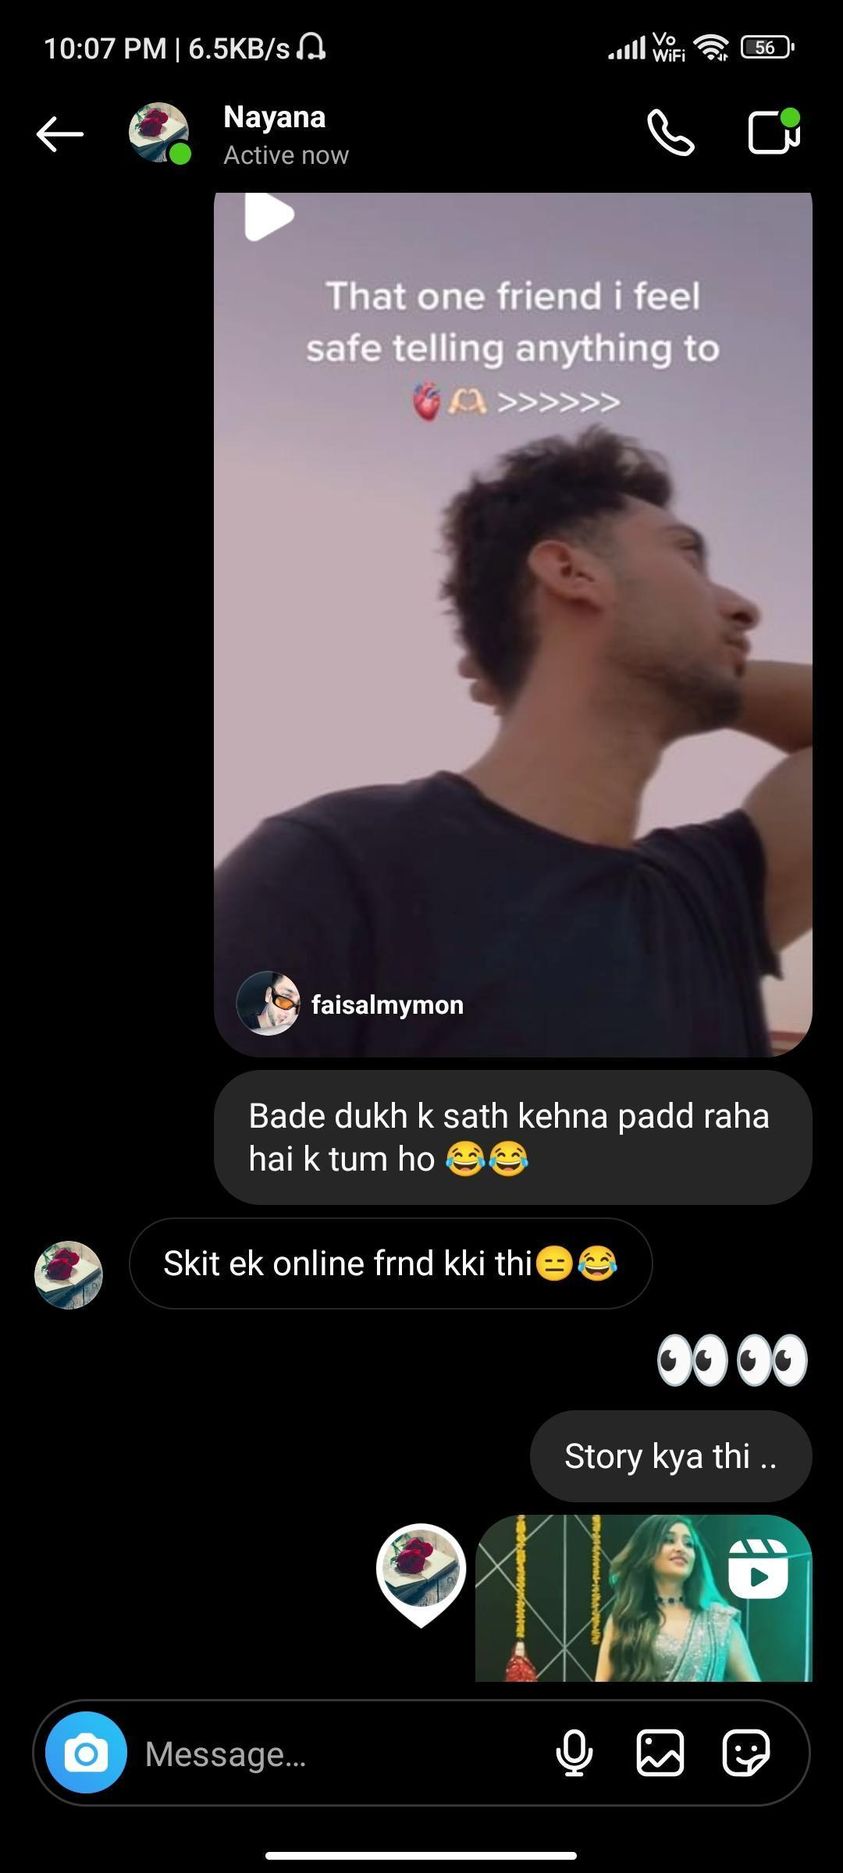 10:07 PM | 6.5KB/s
Vo
WiFi
56
Nayana
Active now
That one friend i feel
safe telling anything to
🫀🫶🏻 >>>>>>
faisalmymon
Bade dukh k sath kehna padd raha
hai k tum ho 😂😂
Skit ek online frnd kki thi😑😂
👀👀
Story kya thi ..
Message...